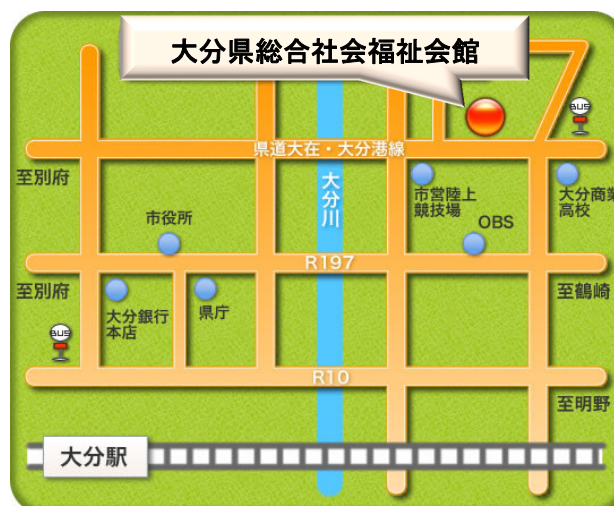 大分県総合社会福祉会館
BUS
県道大在・大分港線
至別府
大分川
市営陸上
競技場
大分商業
高校
市役所
OBS
R197
至別府
大分銀行
本店
県庁
至鶴崎
BUS
R10
至明野
大分駅